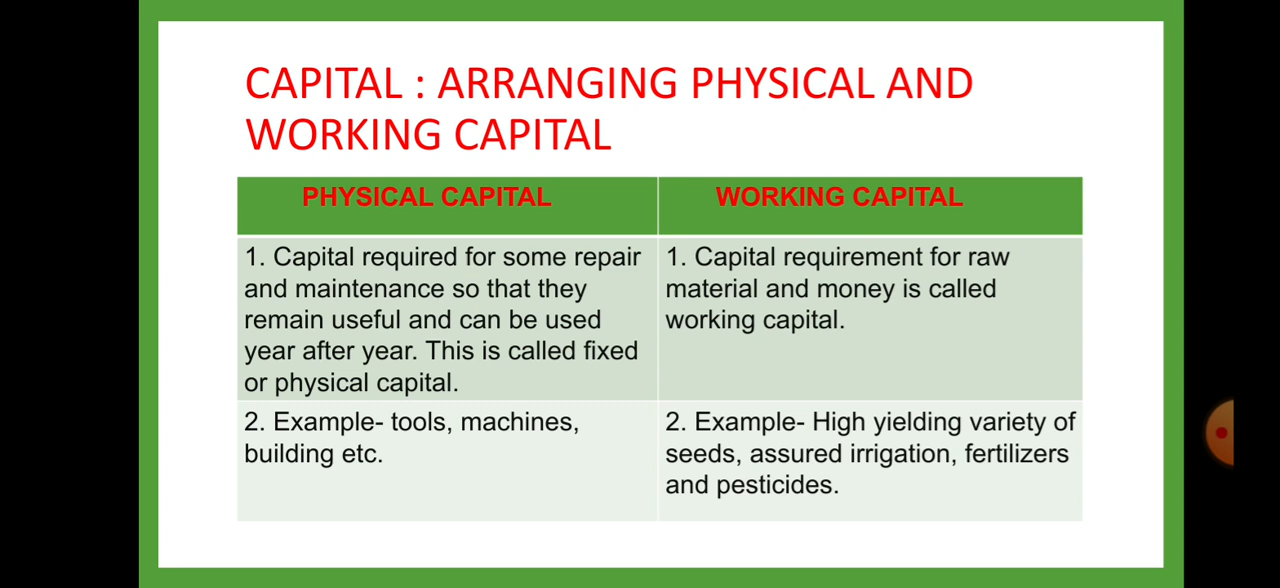 CAPITAL : ARRANGING PHYSICAL AND
WORKING CAPITAL
PHYSICAL CAPITAL
WORKING CAPITAL
1. Capital required for some repair
and maintenance so that they
remain useful and can be used
year after year. This is called fixed
or physical capital.
1. Capital requirement for raw
material and money is called
working capital.
2. Example- tools, machines,
building etc.
2. Example- High yielding variety of
seeds, assured irrigation, fertilizers
and pesticides.